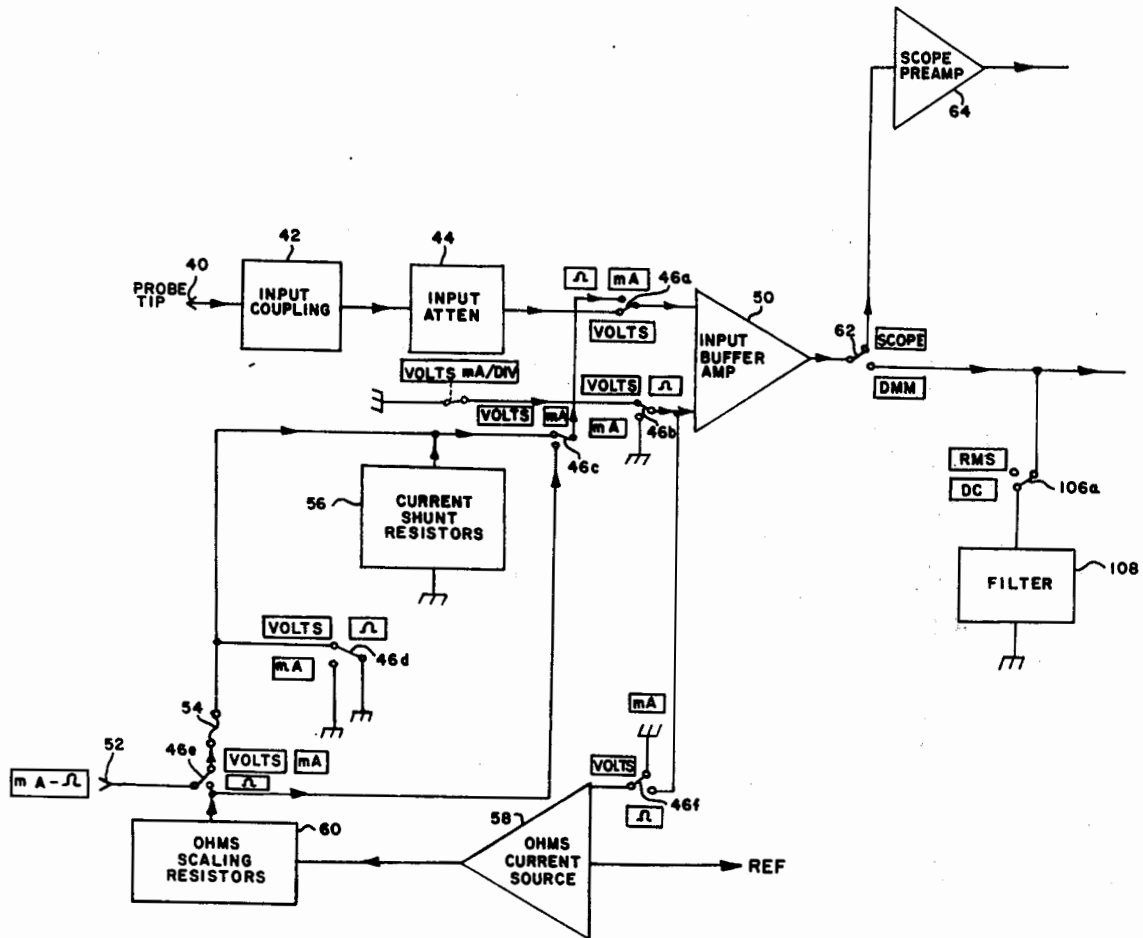 SCOPE
PREAMP
64
42
44
40
PROBE
TIP
INPUT
COUPLING
INPUT
ATTEN
Ω
mA
46a
VOLTS
50
INPUT
BUFFER
AMP
62
SCOPE
DMM
VOLTS mA/DIV
VOLTS
Ω
VOLTS
mA
mA
46b
46c
56
CURRENT
SHUNT
RESISTORS
RMS
DC
106a
FILTER
108
VOLTS
Ω
mA
46d
54
52
46e
VOLTS
mA
mA-Ω
Ω
mA
VOLTS
46f
Ω
58
OHMS
CURRENT
SOURCE
REF
60
OHMS
SCALING
RESISTORS